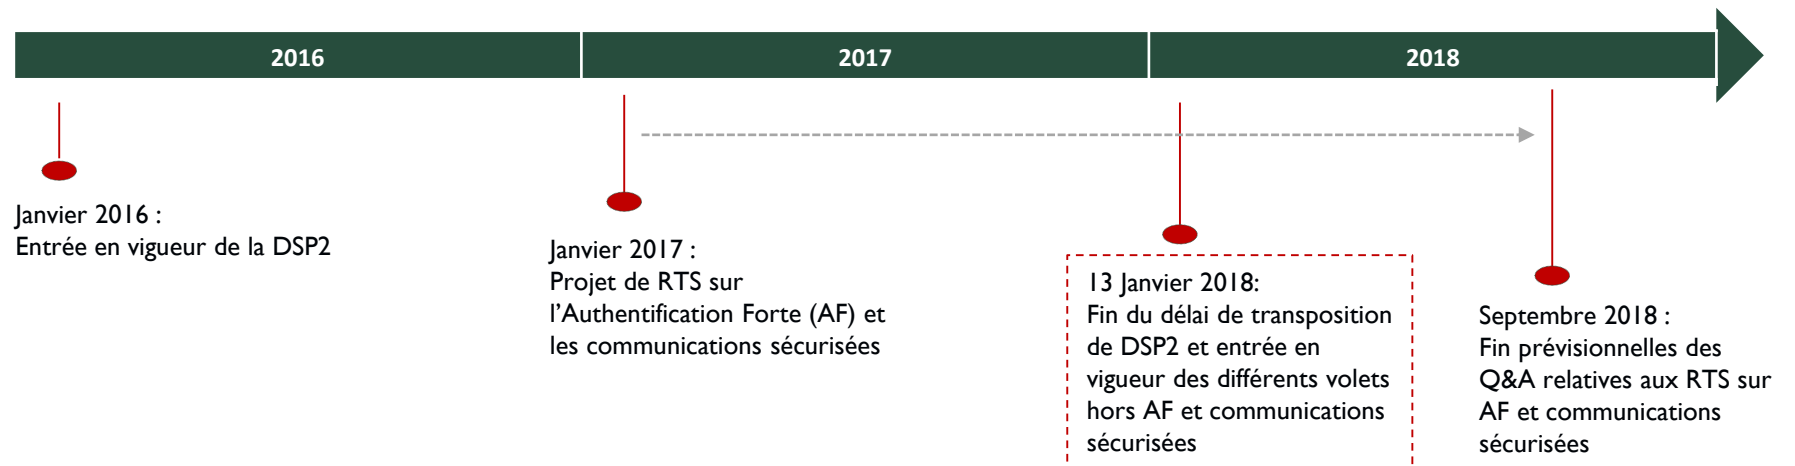 2016
2017
2018
Janvier 2016 :
Entrée en vigueur de la DSP2
Janvier 2017 :
Projet de RTS sur
l'Authentification Forte (AF) et
les communications sécurisées
13 Janvier 2018:
Fin du délai de transposition
de DSP2 et entrée en
vigueur des différents volets
hors AF et communications
sécurisées
Septembre 2018 :
Fin prévisionnelles des
Q&A relatives aux RTS sur
AF et communications
sécurisées